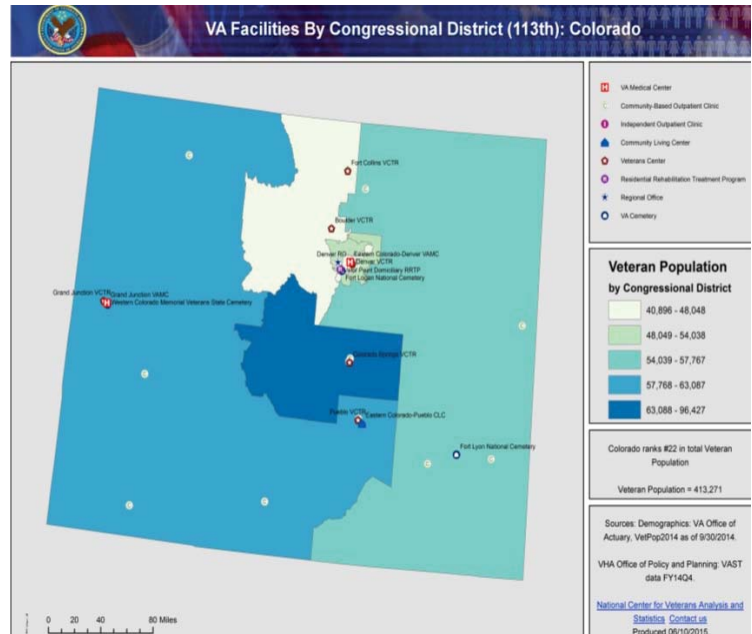 VA Facilities By Congressional District (113th): Colorado
VA Medical Center
Community-Based Outpatient Clinic
Independent Outpatient Clinic
Community Living Center
Veterans Center
Residential Rehabilitation Treatment Program
Regional Office
VA Cemetery
Fort Collins VCTR
Boulder VCTR
Denver RO
Eastern Colorado-Denver VAMC
Denver VCTR
Domiciliary RRTP
Fort Logan National Cemetery
Grand Junction VCTR
Grand Junction VAMC
Western Colorado Memorial Veterans State Cemetery
Colorado Springs VCTR
Pueblo VCTR
Eastern Colorado-Pueblo CLC
Fort Lyon National Cemetery
Veteran Population
by Congressional District
40,896 - 48,048
48,049 - 54,038
54,039 - 57,767
57,768 - 63,087
63,088 - 96,427
Colorado ranks #22 in total Veteran
Population
Veteran Population = 413,271
Sources: Demographics: VA Office of
Actuary, VetPop2014 as of 9/30/2014.
VHA Office of Policy and Planning: VAST
data FY14Q4.
National Center for Veterans Analysis and
Statistics Contact us
Produced 06/10/2015
0 20 40 80 Miles